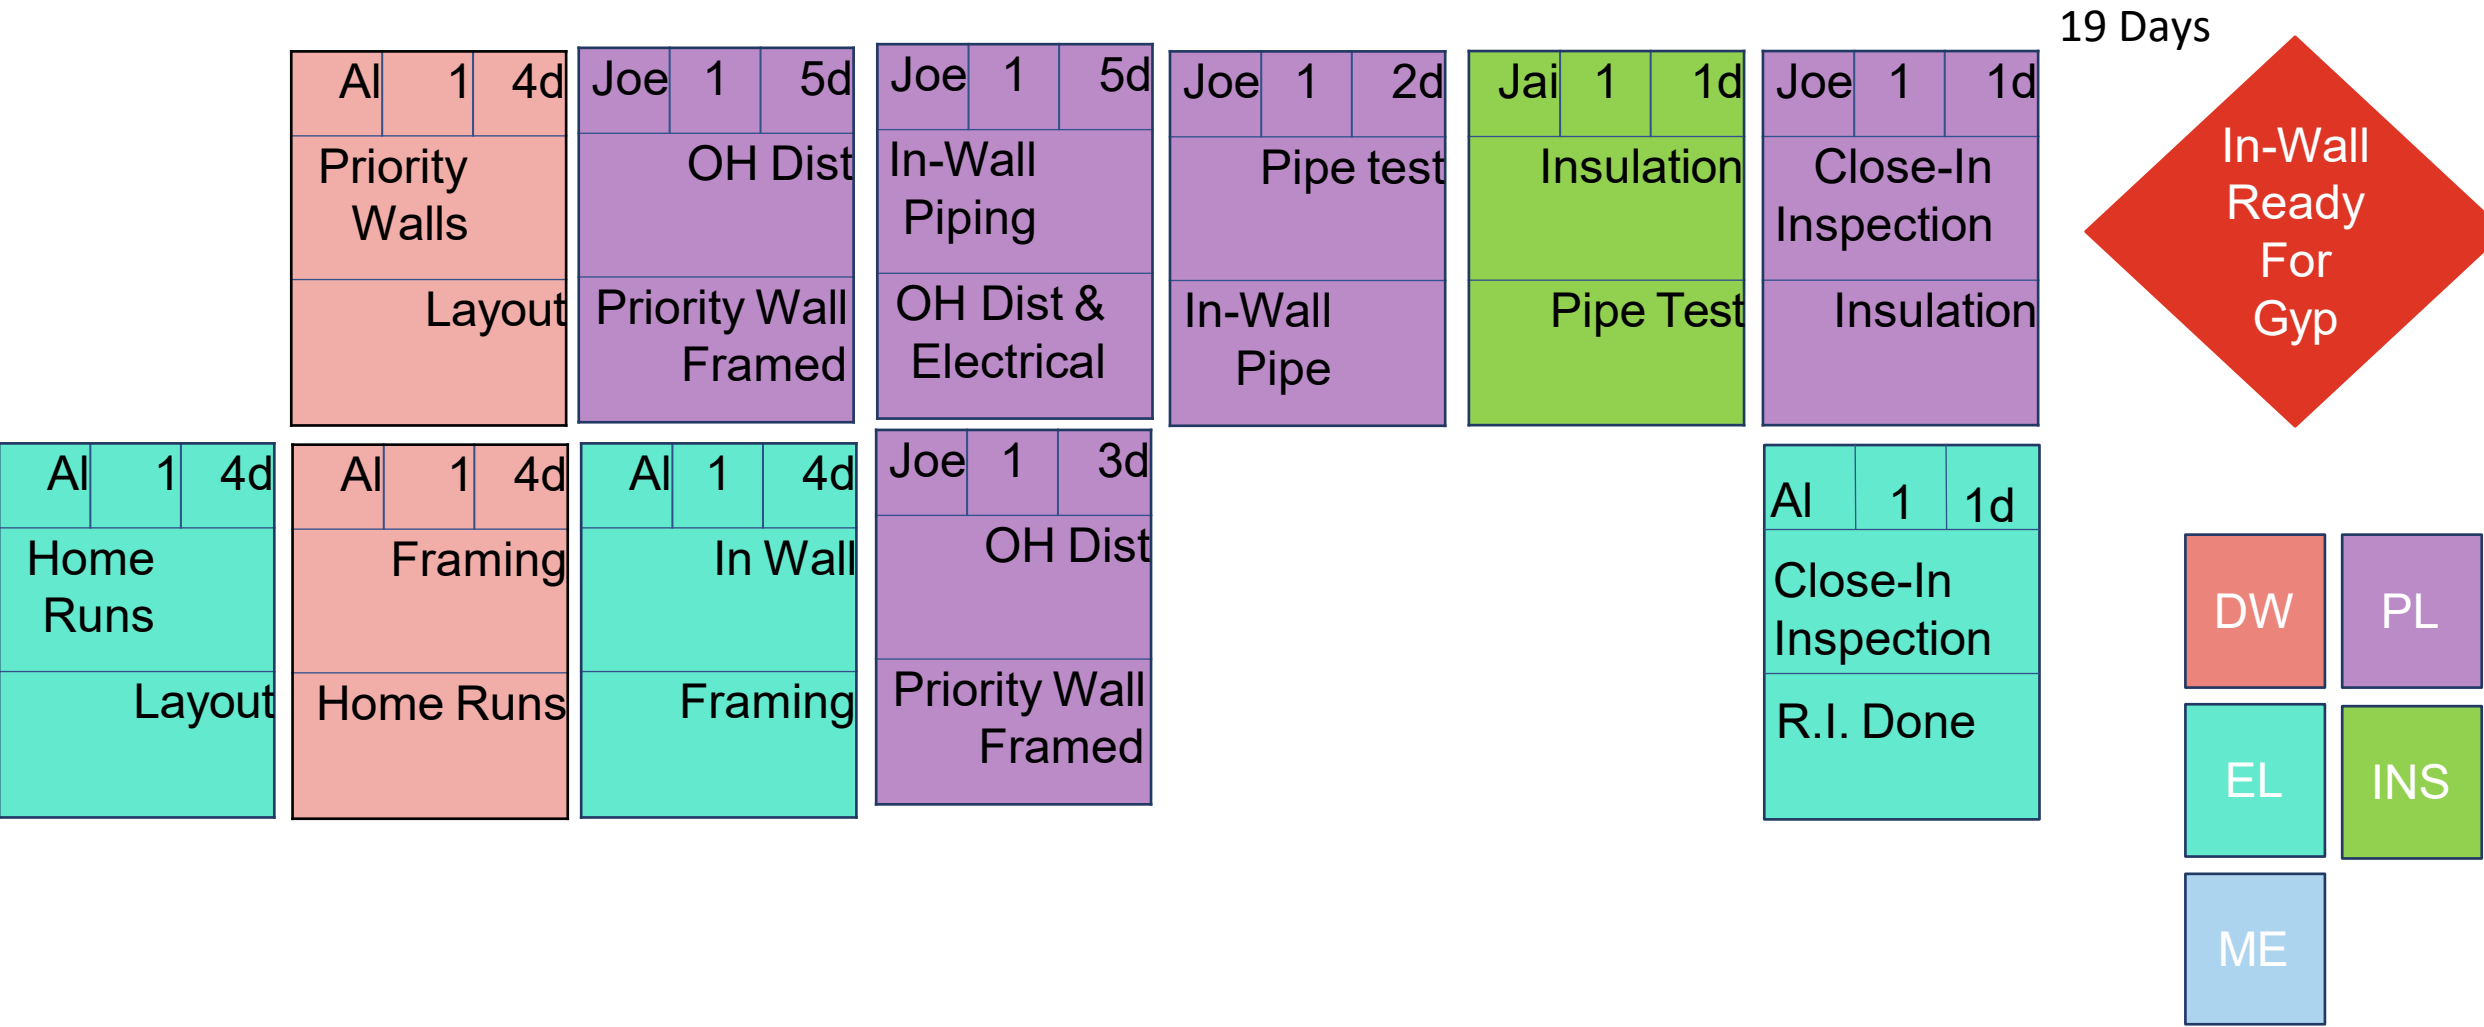 19 Days
Al 1 4d
Priority
Walls
Layout
Joe 1 5d
OH Dist
Priority Wall
Framed
Joe 1 5d
In-Wall
Piping
OH Dist &
Electrical
Joe 1 2d
Pipe test
In-Wall
Pipe
Jai 1 1d
Insulation
Pipe Test
Joe 1 1d
Close-In
Inspection
Insulation
In-Wall
Ready
For
Gyp
Al 1 4d
Home
Runs
Layout
Al 1 4d
Framing
Home Runs
Al 1 4d
In Wall
Framing
Joe 1 3d
OH Dist
Priority Wall
Framed
Al 1 1d
Close-In
Inspection
R.I. Done
DW PL
EL INS
ME